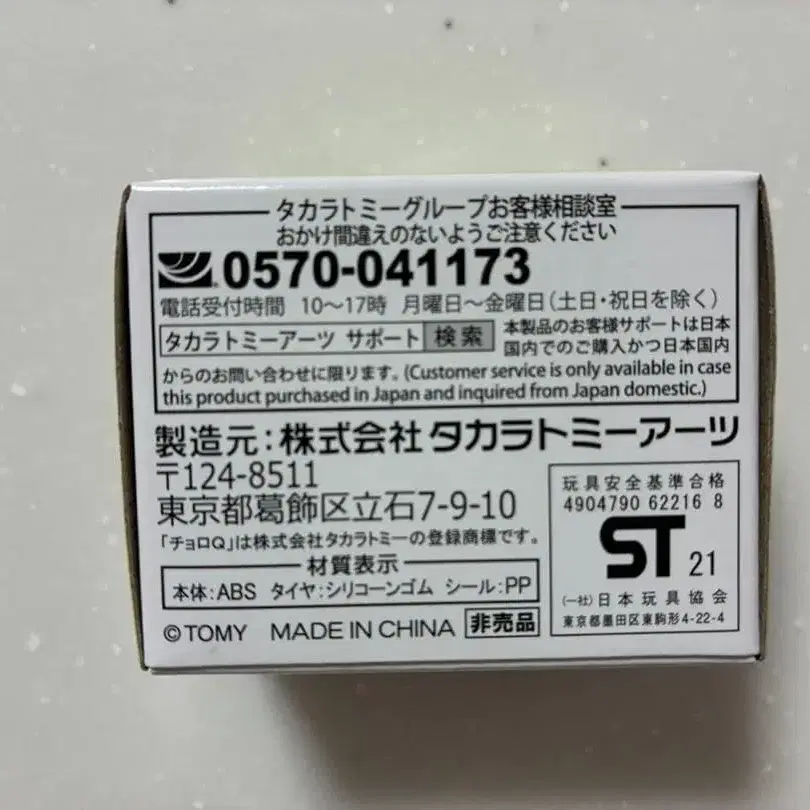 タカラトミーグループお客様相談室
おかけ間違えのないようご注意ください
0570-041173
電話受付時間 10〜17時 月曜日〜金曜日(土日・祝日を除く)
タカラトミーアーツ サポート 検索 本製品のお客様サポートは日本
国内でのご購入かつ日本国内
からのお問い合わせに限ります。(Customer service is only available in case
this product purchased in Japan and inquired from Japan domestic.)
製造元:株式会社タカラトミーアーツ
〒124-8511
東京都葛飾区立石7-9-10
「チョロQ」は株式会社タカラトミーの登録商標です。
材質表示
本体:ABS タイヤ:シリコーンゴム シール:PP
©TOMY MADE IN CHINA 非売品
玩具安全基準合格
4904790 62216 8
ST 21
(一社)日本玩具協会
東京都墨田区東駒形4-22-4